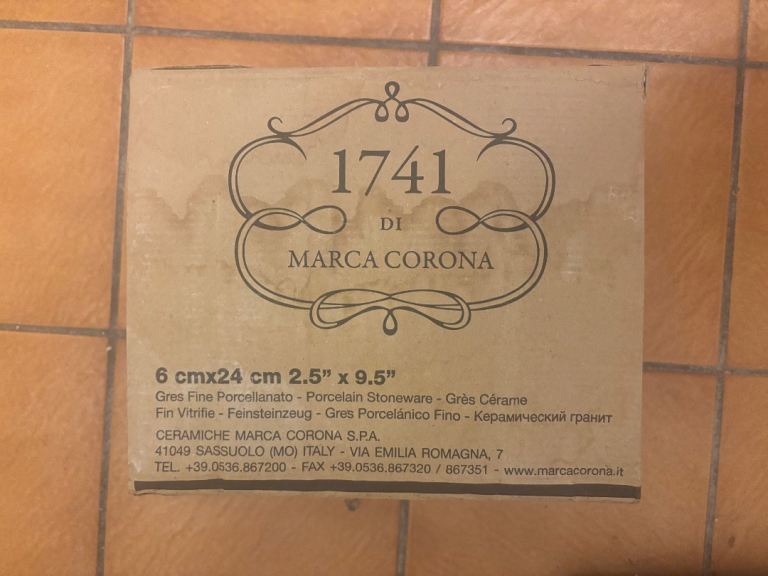 1741
DI
MARCA CORONA
6 cmx24 cm 2.5” x 9.5”
Gres Fine Porcellanato - Porcelain Stoneware - Grès Cérame
Fin Vitrifie - Feinsteinzeug - Gres Porcelánico Fino - Керамический гранит
CERAMICHE MARCA CORONA S.P.A.
41049 SASSUOLO (MO) ITALY - VIA EMILIA ROMAGNA, 7
TEL. +39.0536.867200 - FAX +39.0536.867320 / 867351 - www.marcacorona.it